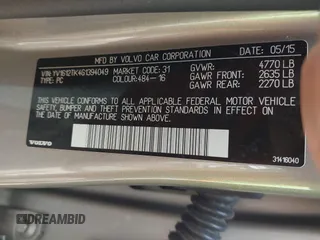 MFD. BY VOLVO CAR CORPORATION 05/15
VIN: YV1612TK4G1394049 MARKET CODE: 31 GVWR: 4770 LB
TYPE: PC COLOUR: 484-16 GAWR FRONT: 2635 LB
GAWR REAR: 2270 LB
THIS VEHICLE CONFORMS TO ALL APPLICABLE FEDERAL MOTOR VEHICLE
SAFETY, BUMPER, AND THEFT PREVENTION STANDARDS IN EFFECT ON THE
DATE OF MANUFACTURE SHOWN ABOVE.
VOLVO 31418040
DREAMBID